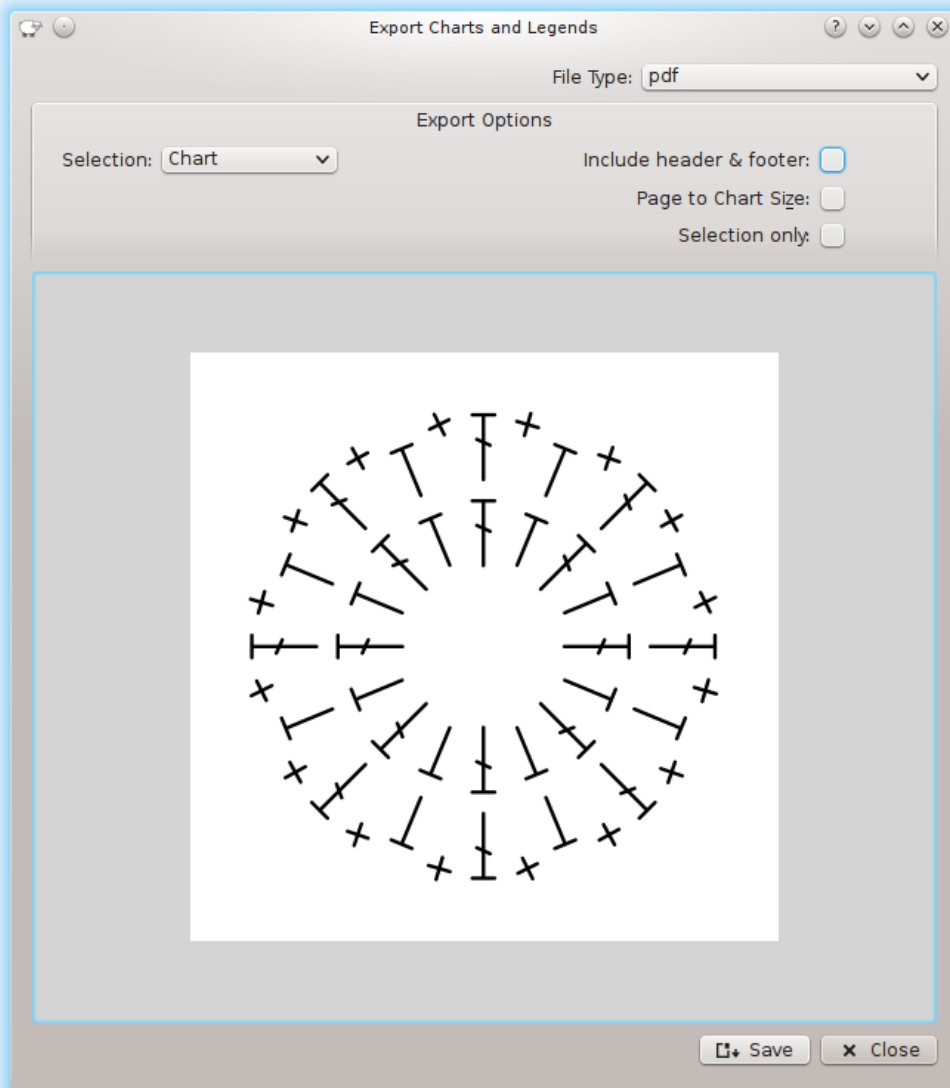 Export Charts and Legends
File Type: pdf
Export Options
Selection: Chart
Include header & footer:
Page to Chart Size:
Selection only:
Save
Close